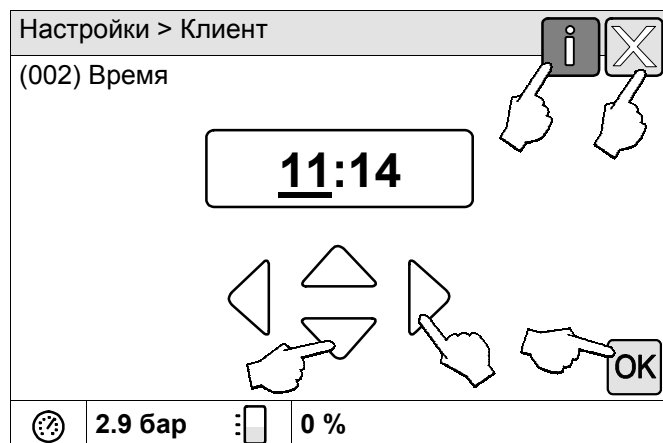 Настройки > Клиент
i X
(002) Время
11:14
OK
2.9 бар 0 %